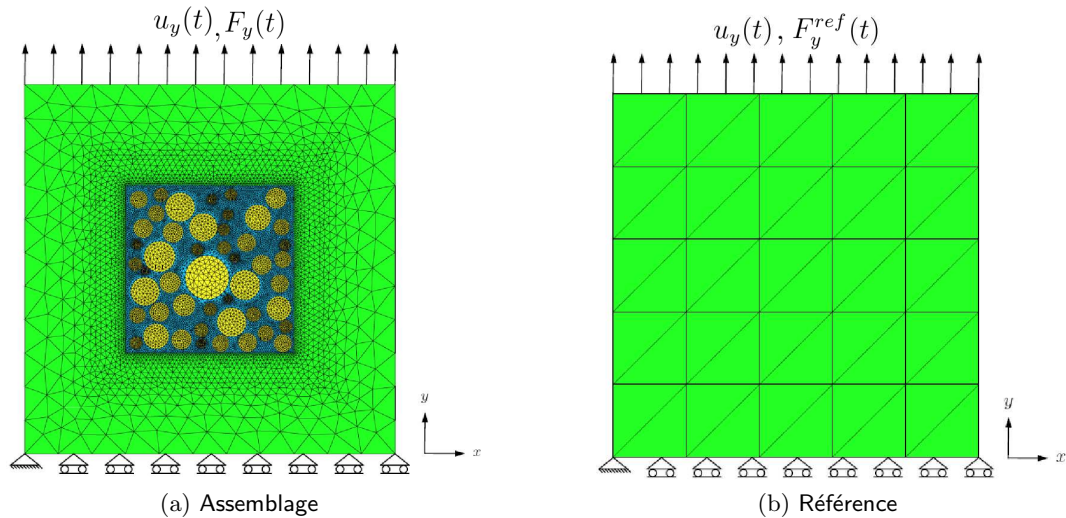 u_y(t), F_y(t)
y
x
(a) Assemblage
u_y(t), F_y^{ref}(t)
y
x
(b) Référence